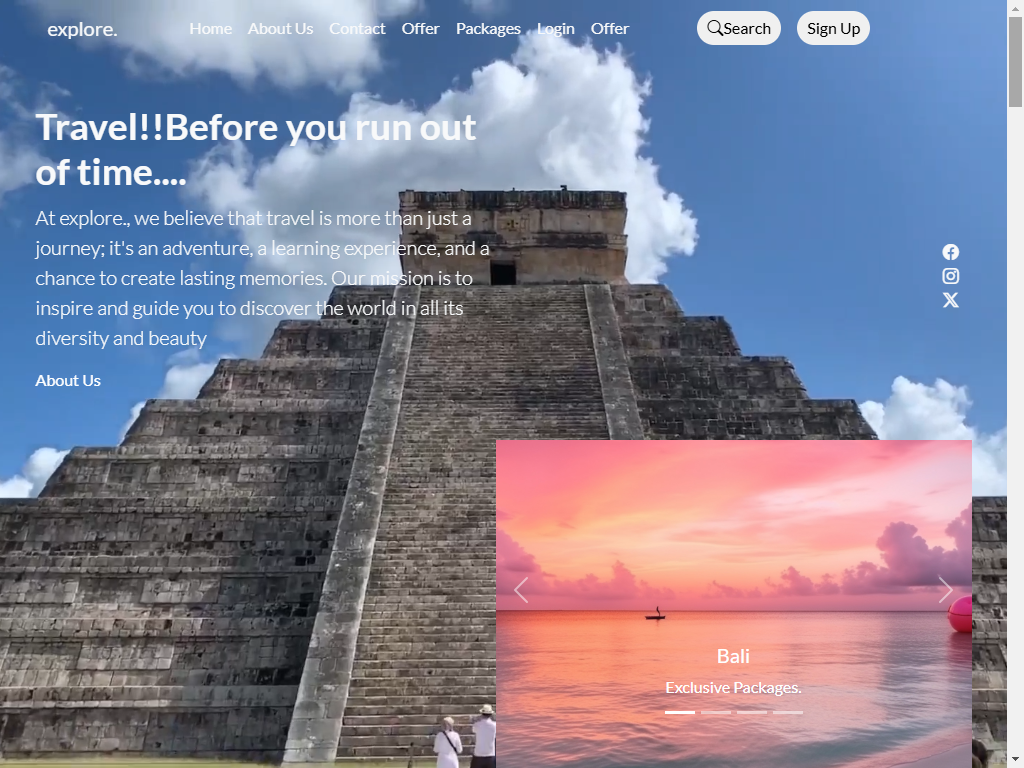 explore.
Home About Us Contact Offer Packages Login Offer
Search Sign Up
Travel!!Before you run out
of time....
At explore., we believe that travel is more than just a
journey; it's an adventure, a learning experience, and a
chance to create lasting memories. Our mission is to
inspire and guide you to discover the world in all its
diversity and beauty
About Us
Bali
Exclusive Packages.